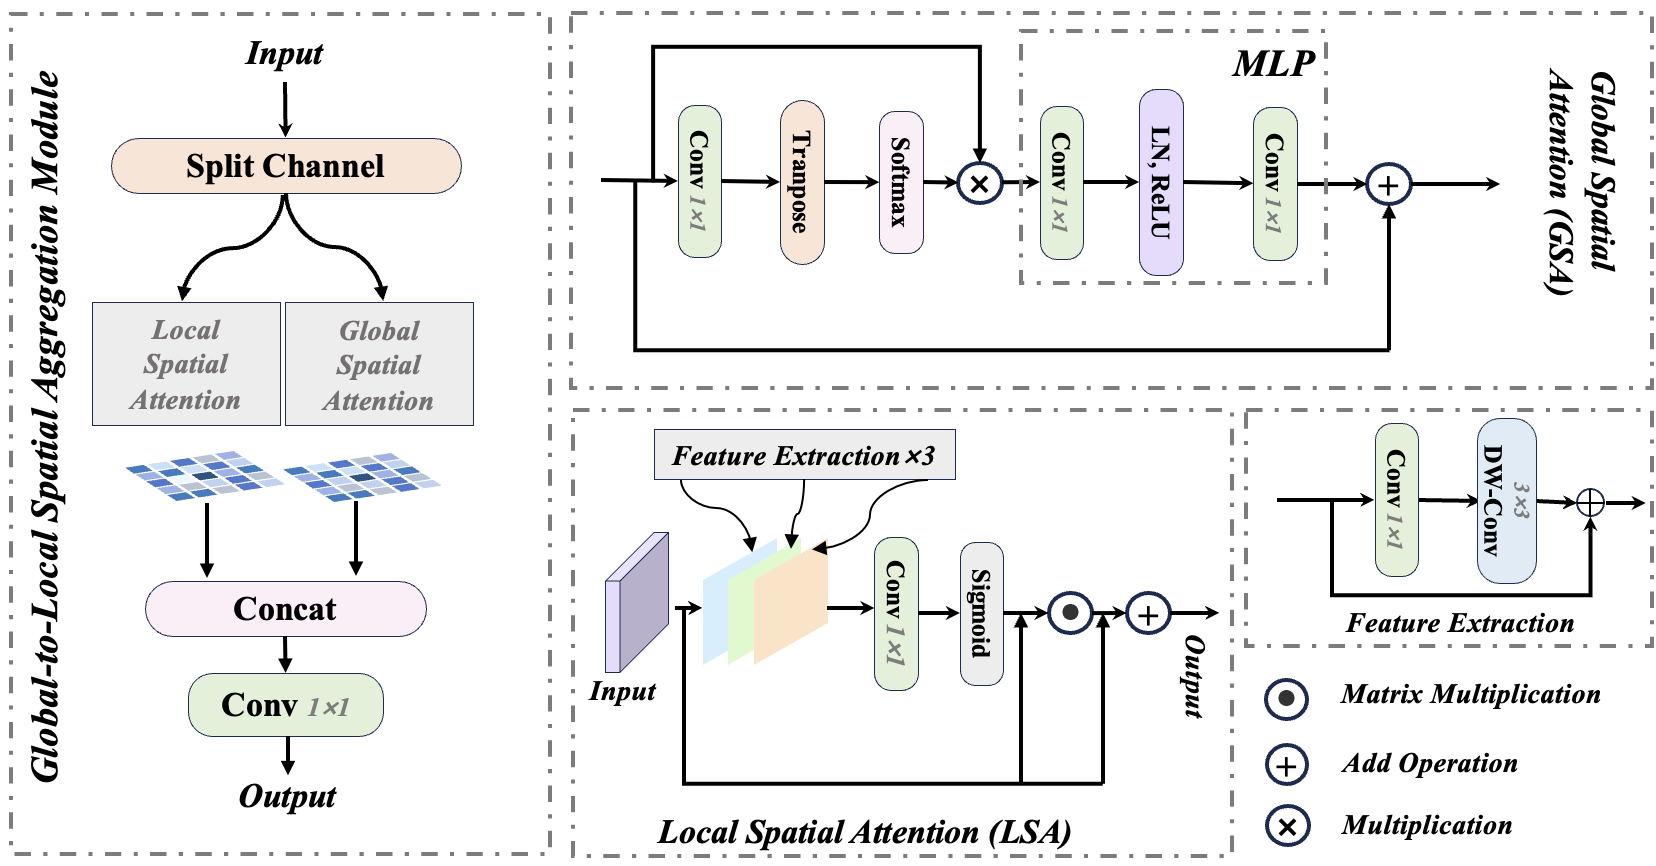 Global-to-Local Spatial Aggregation Module
Input
Split Channel
Local
Spatial
Attention
Global
Spatial
Attention
Concat
Conv 1×1
Output
MLP
Conv 1×1
Tranpose
Softmax
Conv 1×1
LN, ReLU
Conv 1×1
Global Spatial
Attention (GSA)
Feature Extraction×3
Input
Conv 1×1
Sigmoid
Output
Local Spatial Attention (LSA)
Conv 1×1
DW-Conv
3×3
Feature Extraction
Matrix Multiplication
Add Operation
Multiplication